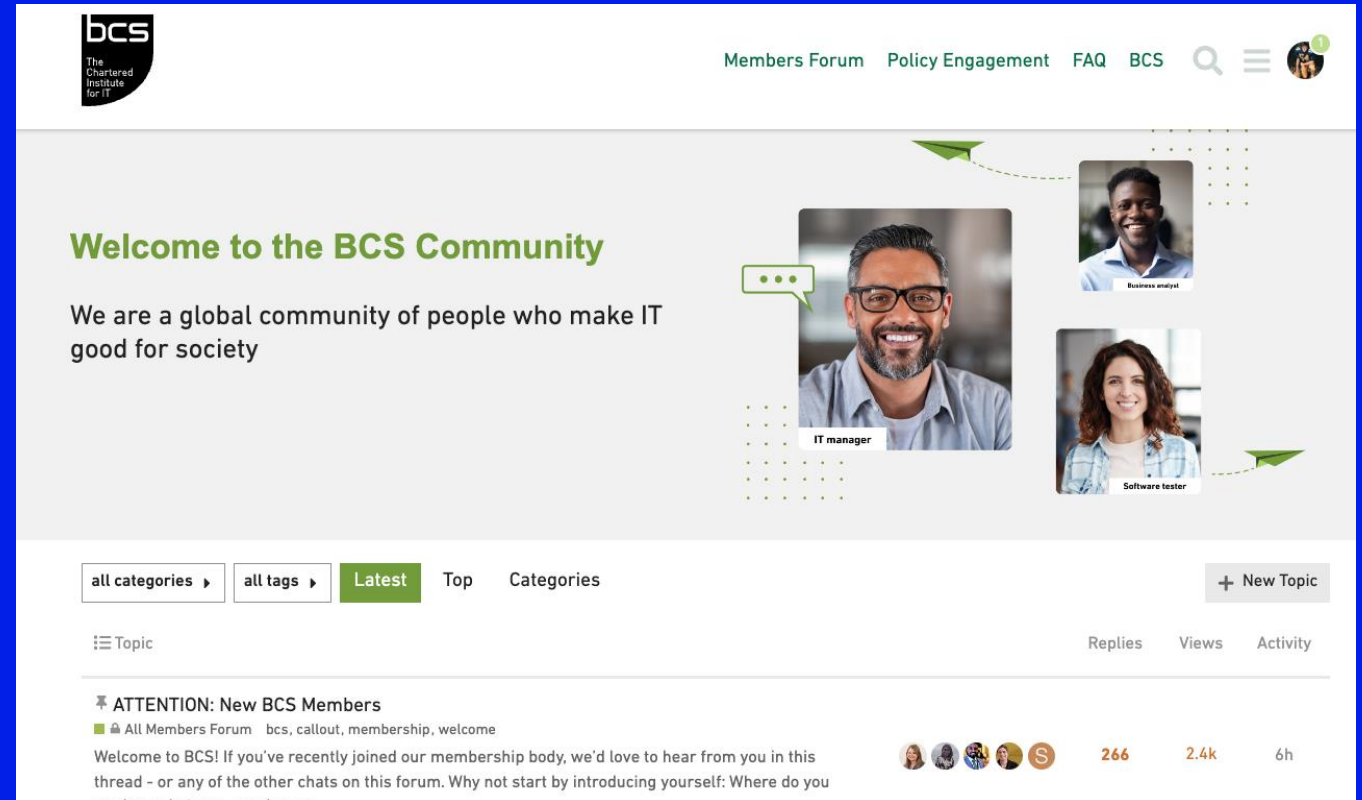 bcs
The
Chartered
Institute
for IT
Members Forum Policy Engagement FAQ BCS
1
Welcome to the BCS Community
We are a global community of people who make IT
good for society
Business analyst
IT manager
Software tester
all categories all tags Latest Top Categories
+ New Topic
Topic Replies Views Activity
ATTENTION: New BCS Members
All Members Forum bcs, callout, membership, welcome
Welcome to BCS! If you've recently joined our membership body, we'd love to hear from you in this
thread - or any of the other chats on this forum. Why not start by introducing yourself: Where do you
S 266 2.4k 6h